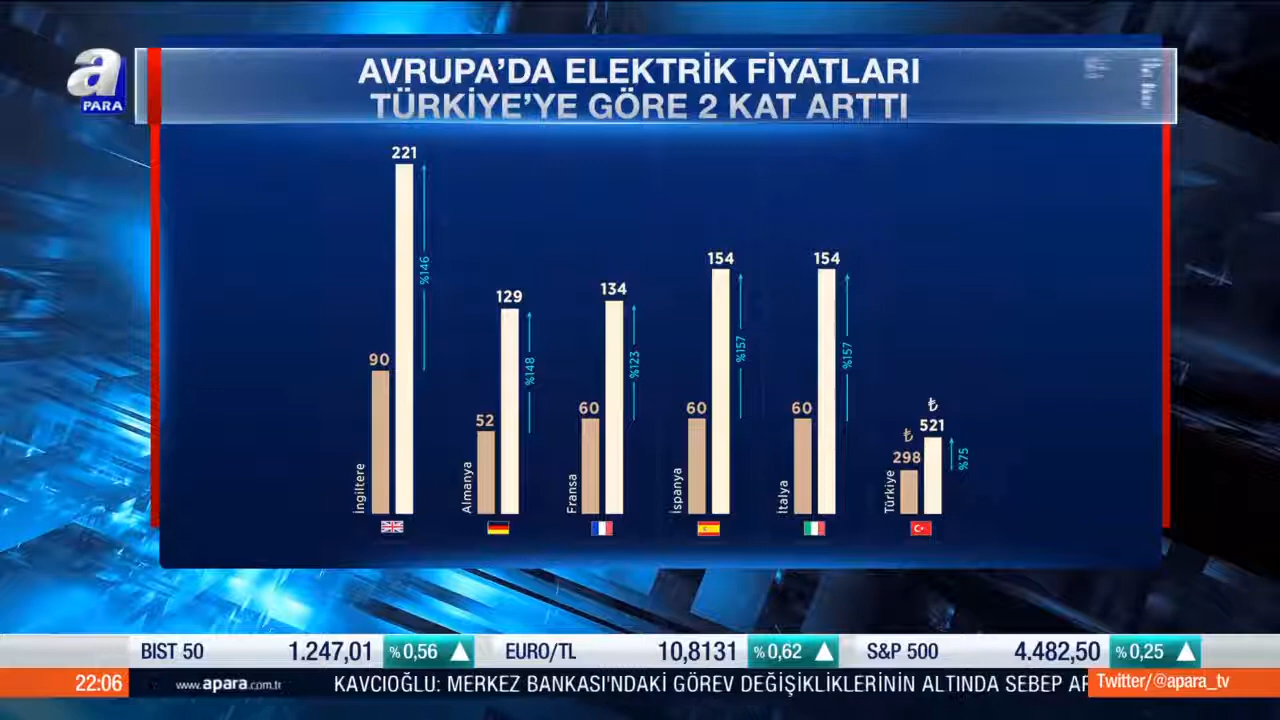 a
PARA
AVRUPA'DA ELEKTRİK FİYATLARI
TÜRKİYE'YE GÖRE 2 KAT ARTTI
221
90
%146
İngiltere
129
52
%148
Almanya
134
60
%123
Fransa
154
60
%157
İspanya
154
60
%157
İtalya
₺
521
₺
298
%75
Türkiye
BIST 50 1.247,01 %0,56 EURO/TL 10,8131 %0,62 S&P 500 4.482,50 %0,25
22:06 www.apara.com.tr KAVCIOĞLU: MERKEZ BANKASI'NDAKİ GÖREV DEĞİŞİKLİKLERİNİN ALTINDA SEBEP Twitter/@apara_tv